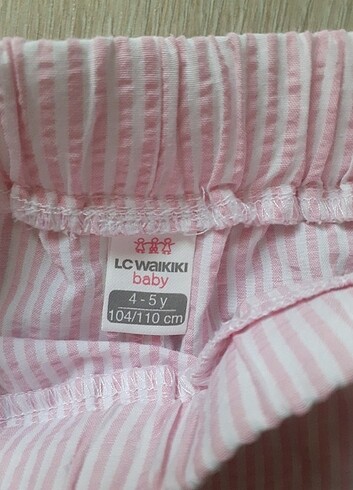 LC WAIKIKI
baby
4 - 5 y
104/110 cm